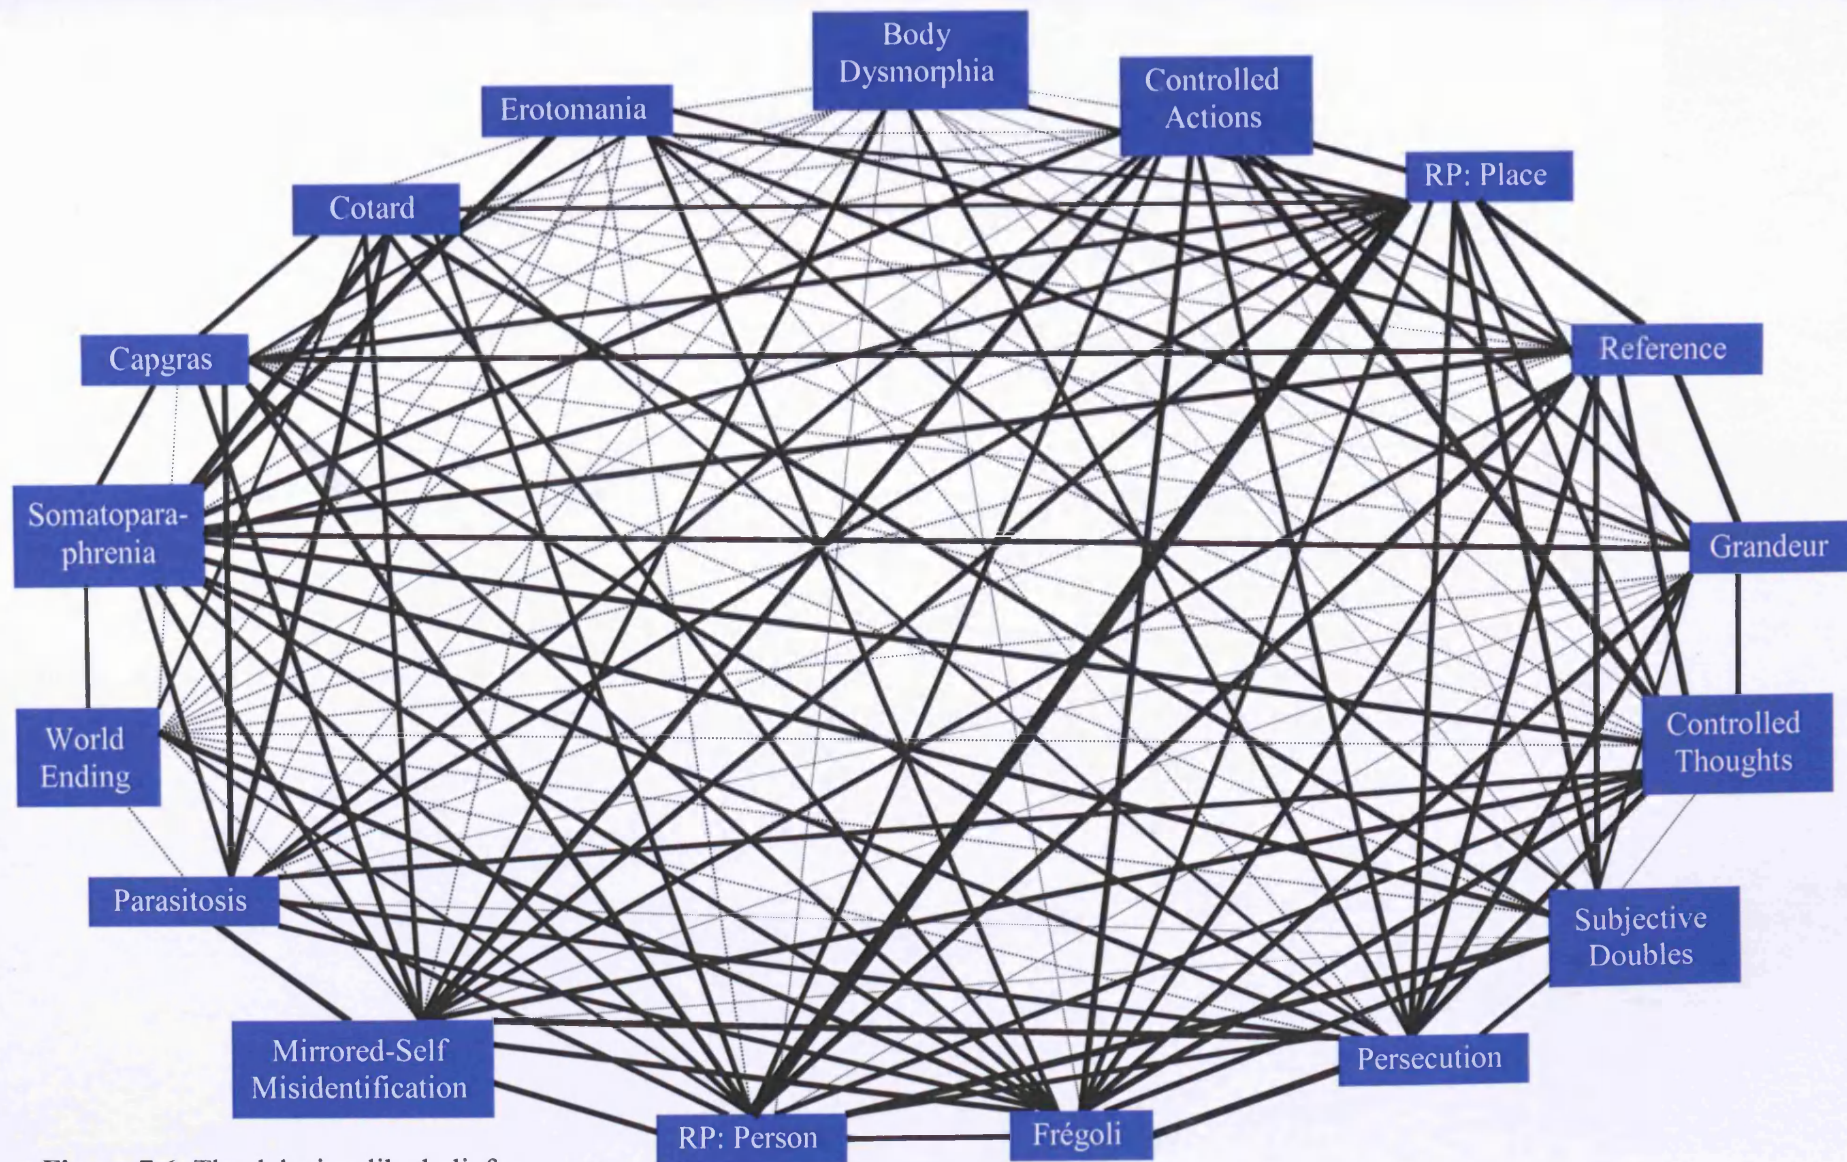 Body
Dysmorphia
Controlled
Actions
Erotomania
RP: Place
Cotard
Reference
Capgras
Somatopara-
phrenia
Grandeur
World
Ending
Controlled
Thoughts
Parasitosis
Subjective
Doubles
Mirrored-Self
Misidentification
Persecution
RP: Person
Frégoli